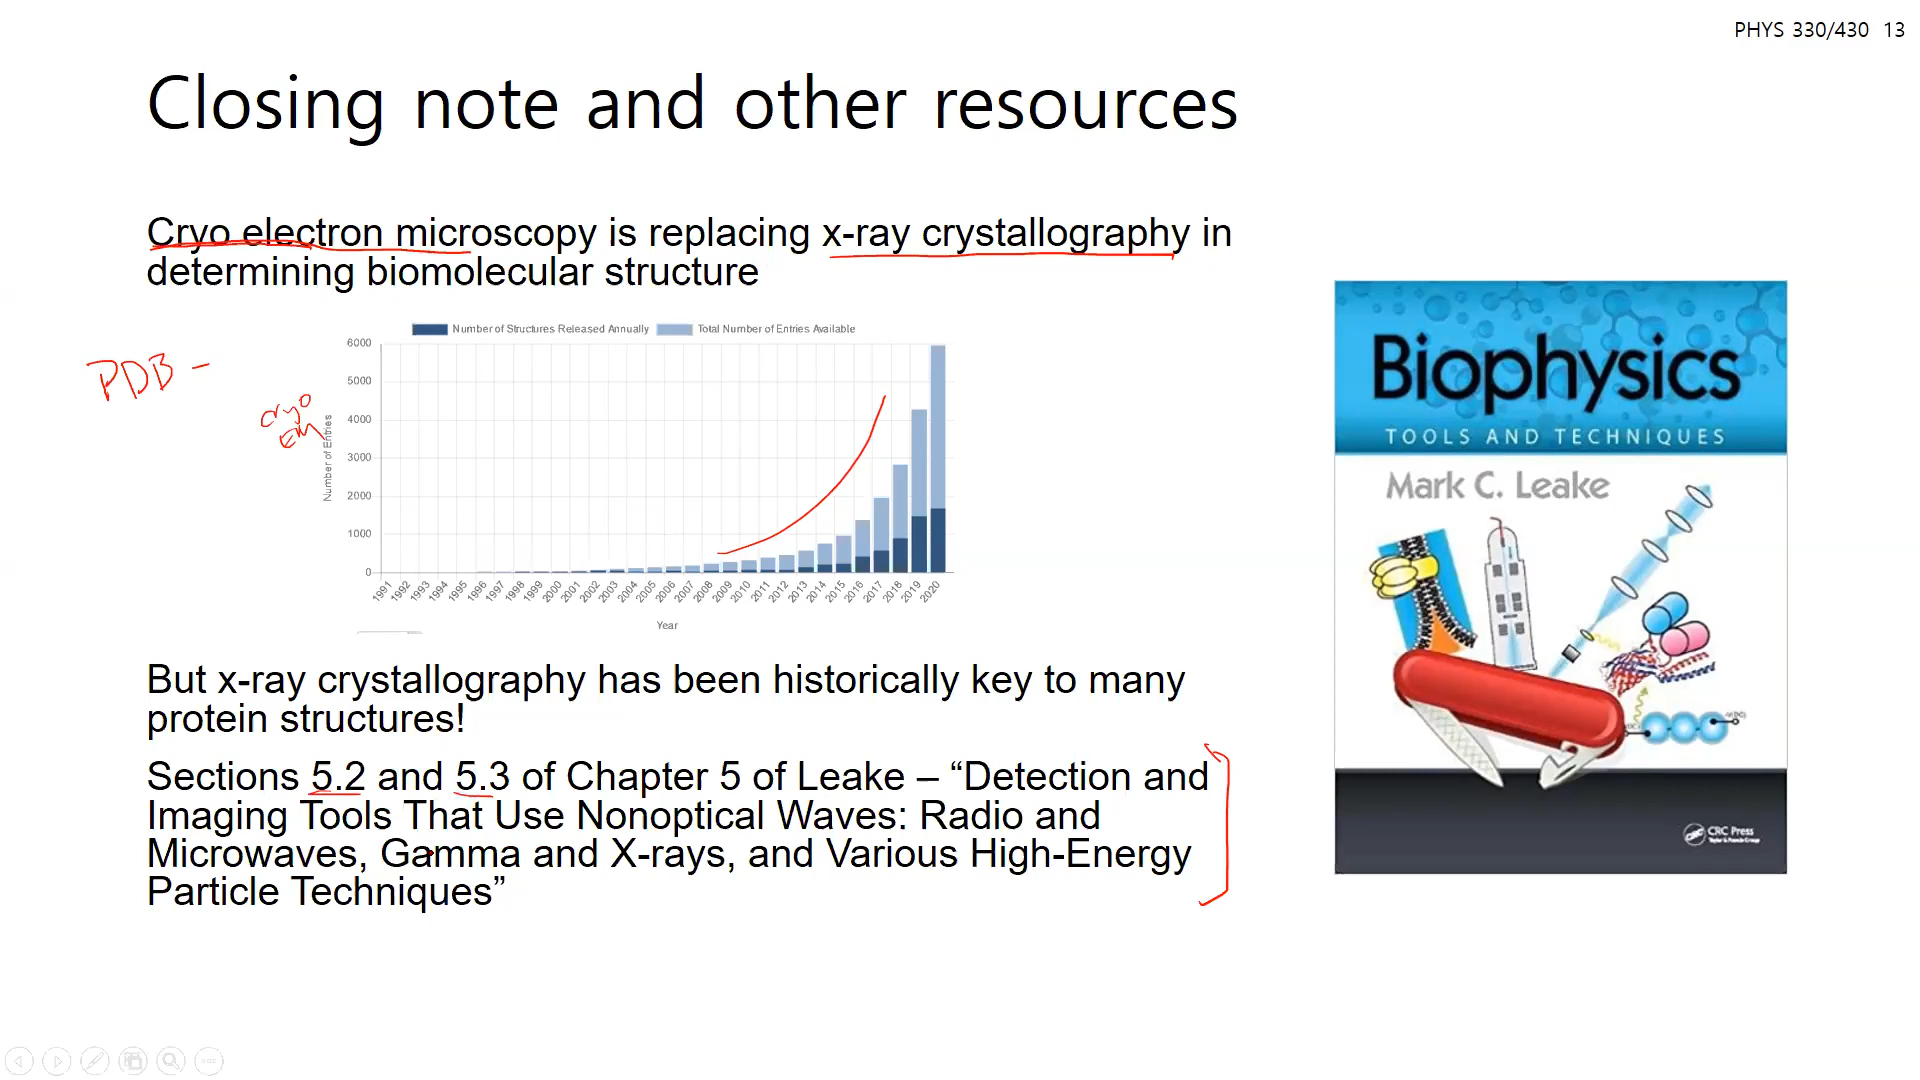 PHYS 330/430 13
Closing note and other resources
Cryo electron microscopy is replacing x-ray crystallography in
determining biomolecular structure
PDB -
cryo
EM
Number of Structures Released Annually Total Number of Entries Available
6000
5000
4000
3000
2000
1000
0
Number of Entries
1991 1992 1993 1994 1995 1996 1997 1998 1999 2000 2001 2002 2003 2004 2005 2006 2007 2008 2009 2010 2011 2012 2013 2014 2015 2016 2017 2018 2019 2020
Year
But x-ray crystallography has been historically key to many
protein structures!
Sections 5.2 and 5.3 of Chapter 5 of Leake – “Detection and
Imaging Tools That Use Nonoptical Waves: Radio and
Microwaves, Gamma and X-rays, and Various High-Energy
Particle Techniques”
Biophysics
TOOLS AND TECHNIQUES
Mark C. Leake
CRC Press
Taylor & Francis Group